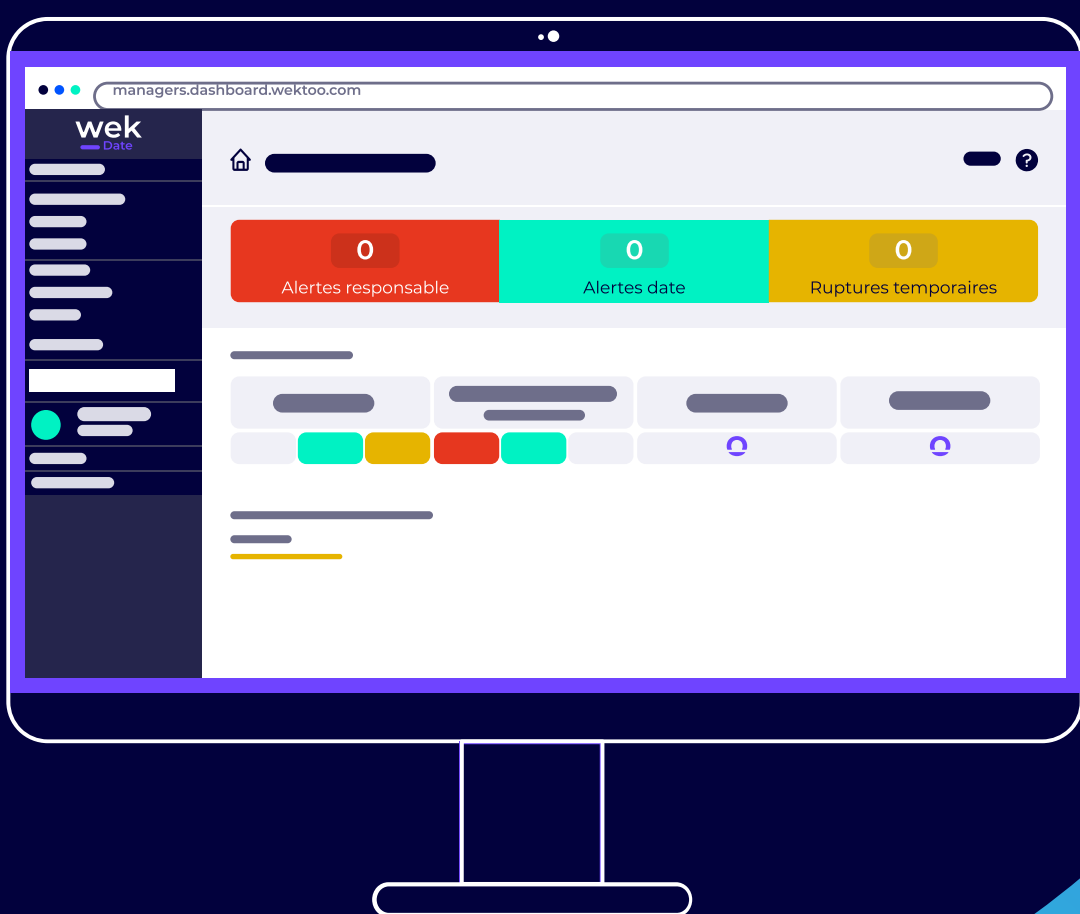 managers.dashboard.wektoo.com
wek
Date
?
0
Alertes responsable
0
Alertes date
0
Ruptures temporaires